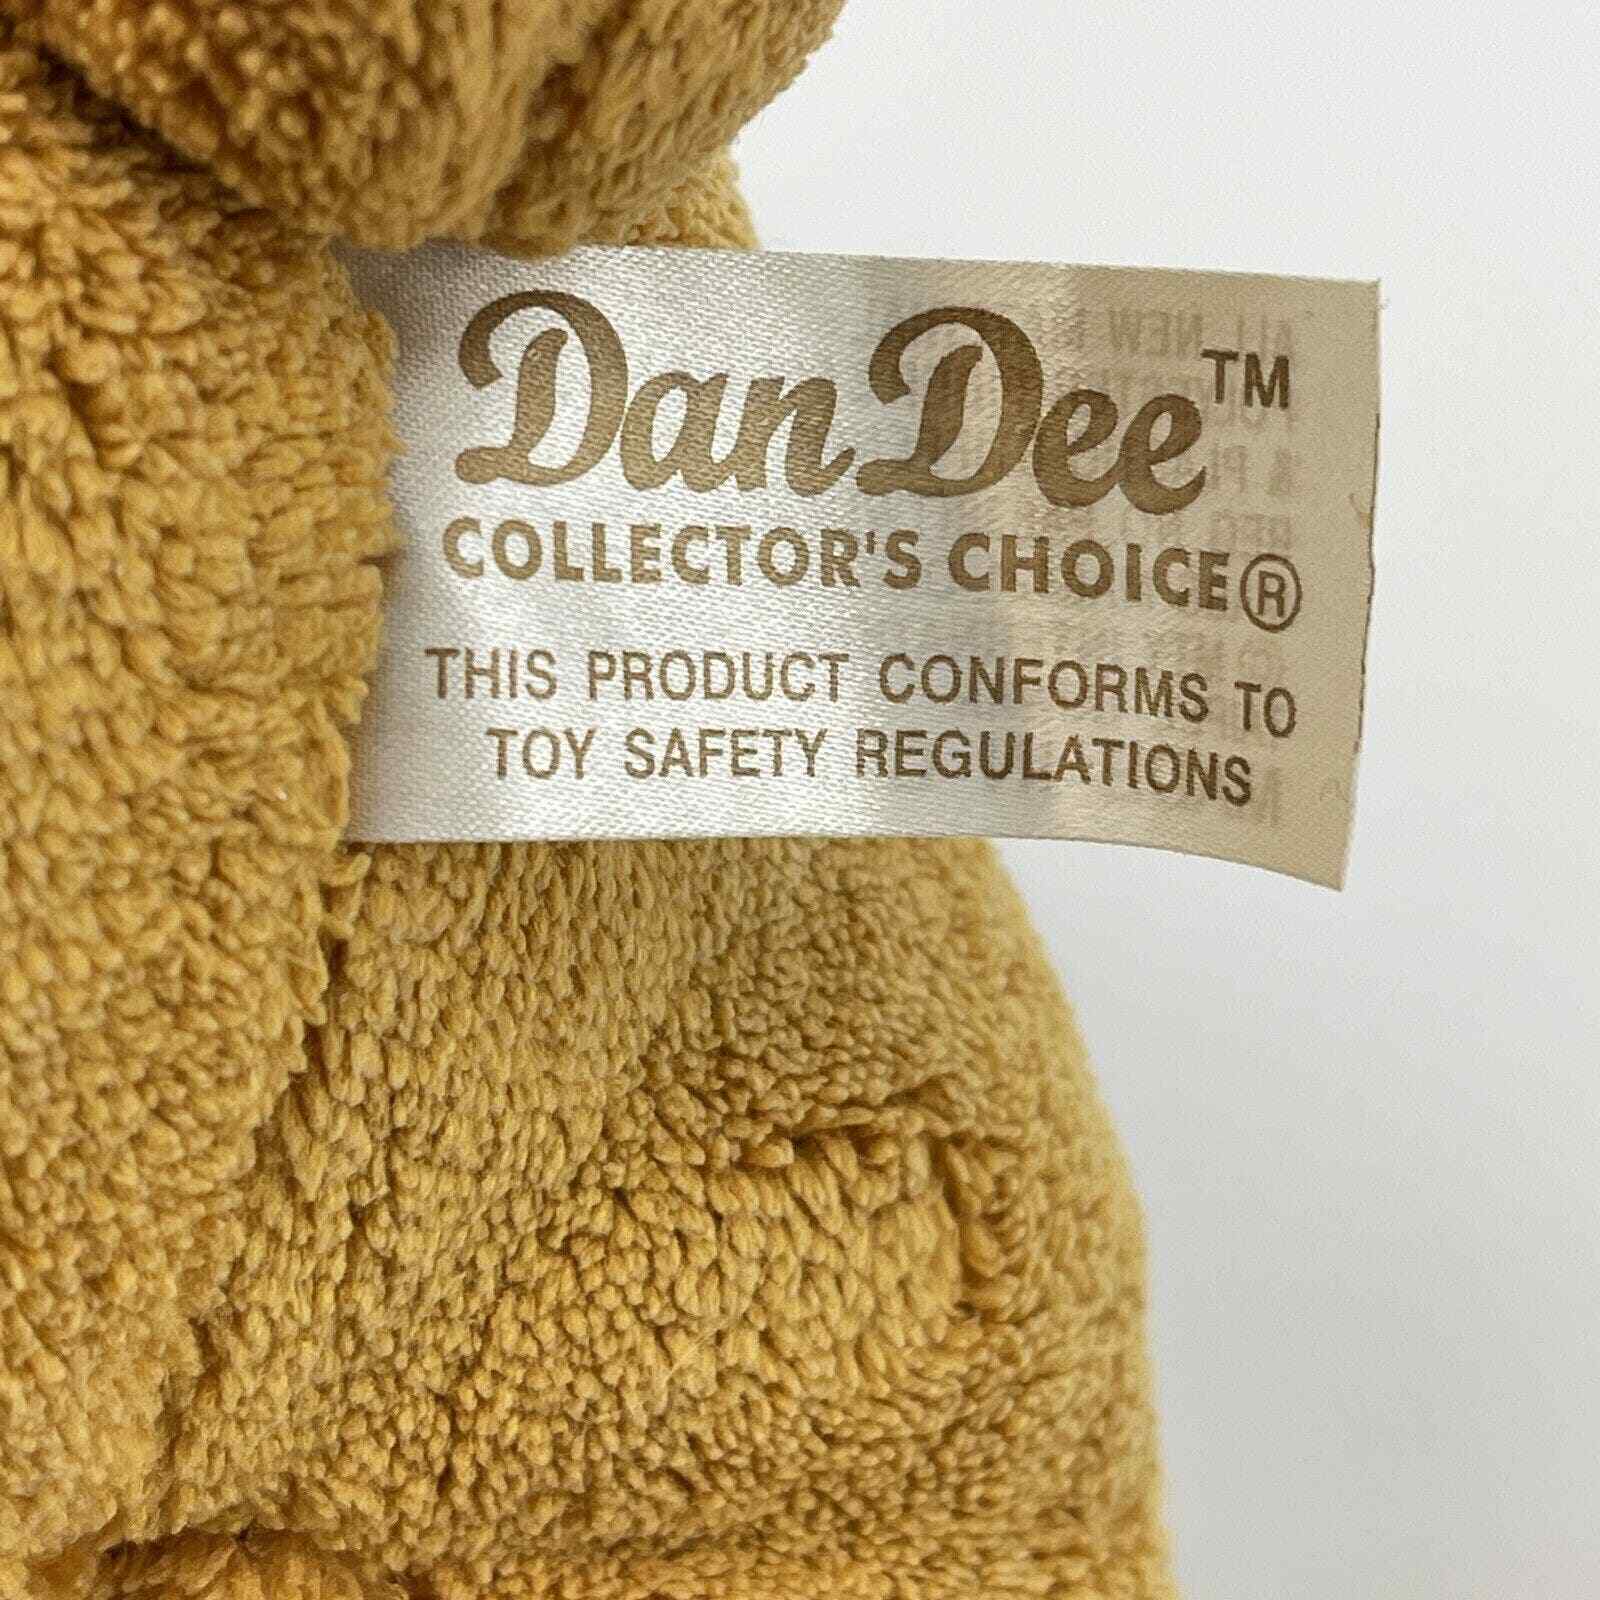 Dan Dee™
COLLECTOR'S CHOICE®
THIS PRODUCT CONFORMS TO
TOY SAFETY REGULATIONS